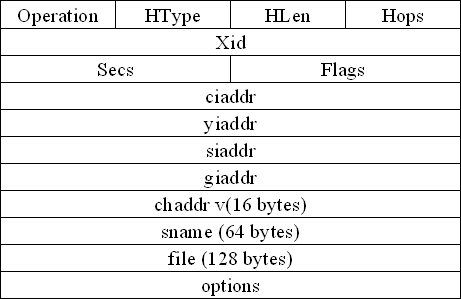 Operation HType HLen Hops
Xid
Secs Flags
ciaddr
yiaddr
siaddr
giaddr
chaddr v(16 bytes)
sname (64 bytes)
file (128 bytes)
options